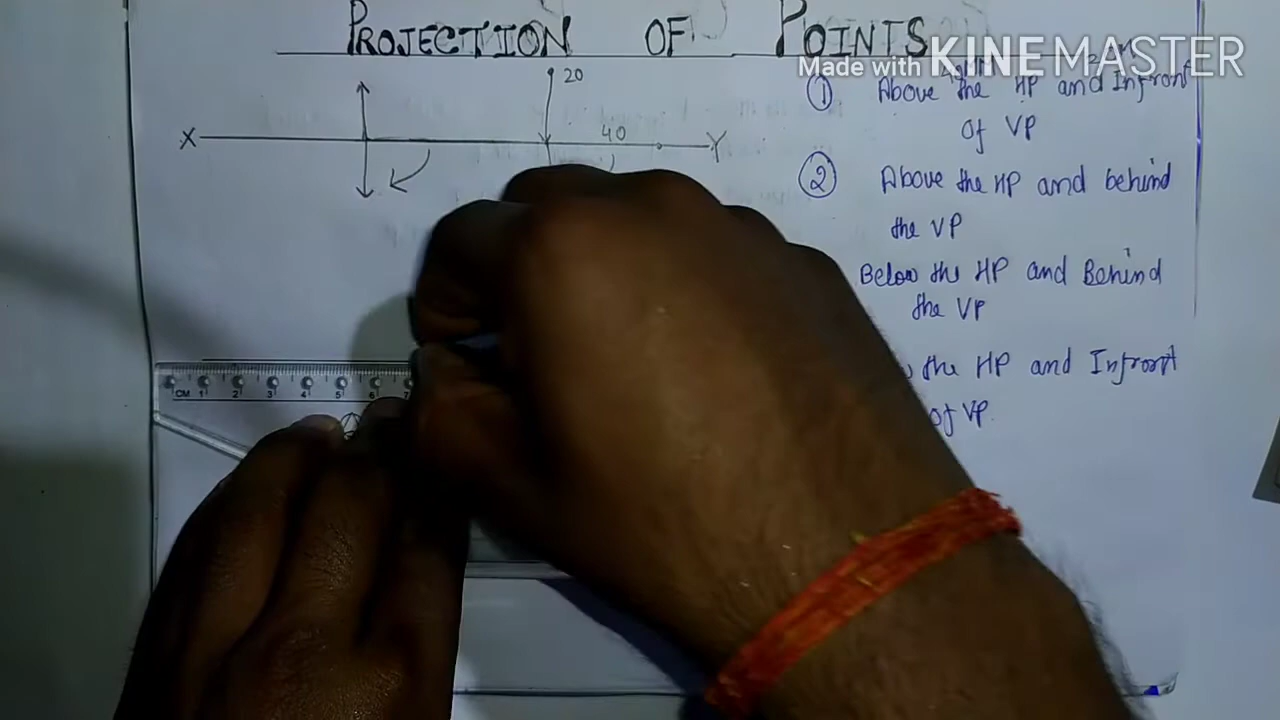 PROJECTION OF POINTS
Made with KINEMASTER
20
X
40
Y
① Above the HP and Infront
of VP
② Above the HP and behind
the VP
Below the HP and Behind
the VP
the HP and Infront
of VP.
CM 1 2 3 4 5 6 7